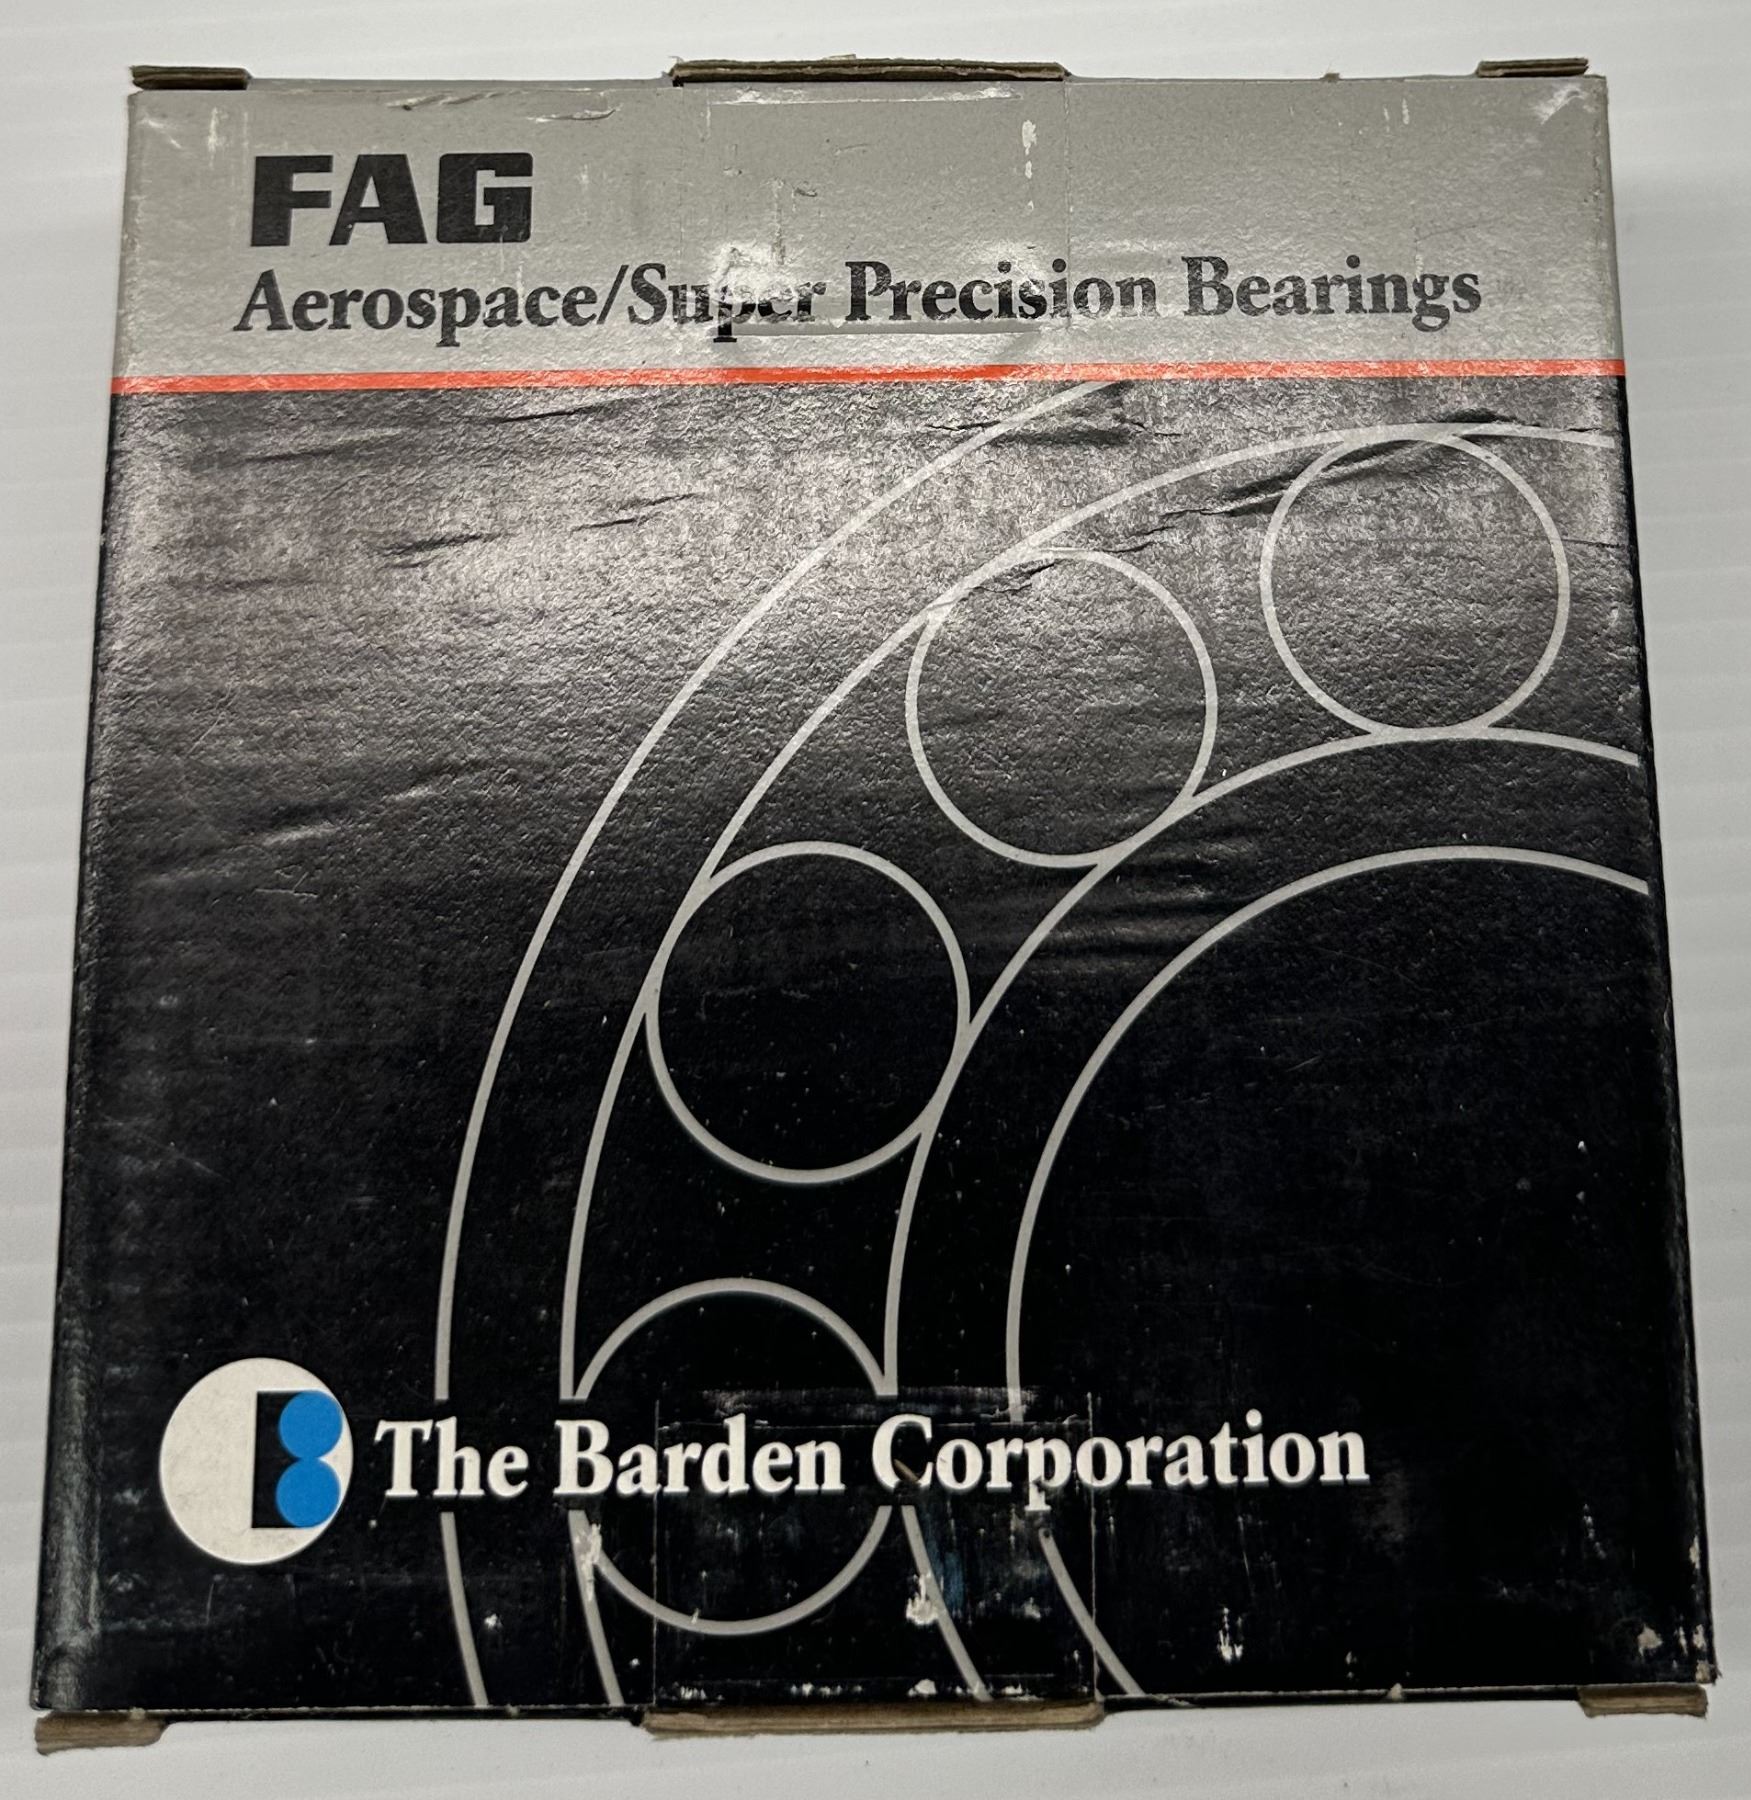 FAG
Aerospace/Super Precision Bearings
The Barden Corporation